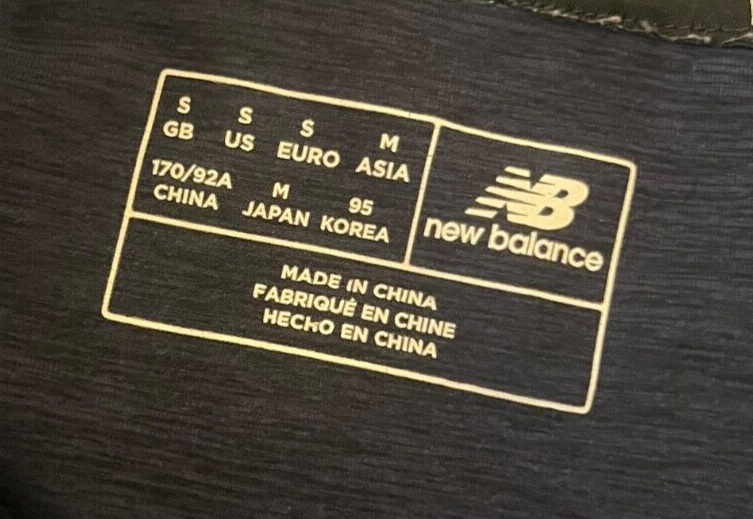 S S S M
GB US EURO ASIA
170/92A M 95
CHINA JAPAN KOREA
NB
new balance
MADE IN CHINA
FABRIQUÉ EN CHINE
HECHO EN CHINA